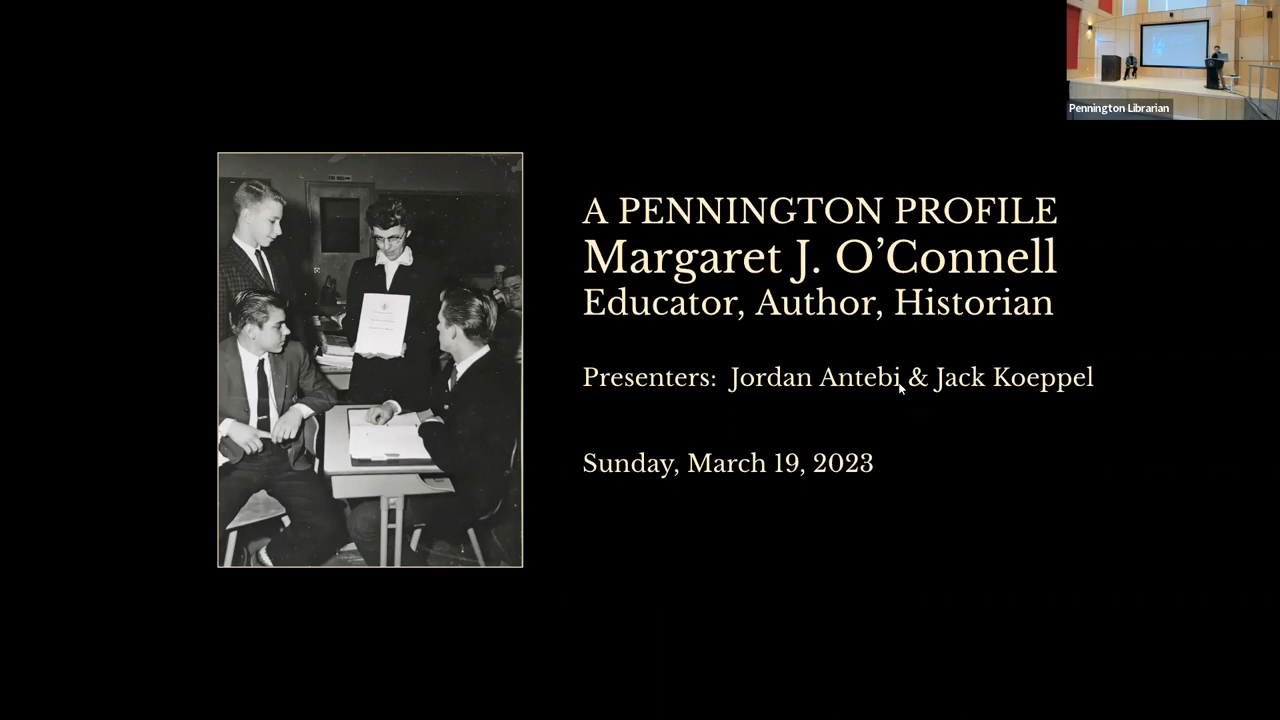 Pennington Librarian
A PENNINGTON PROFILE
Margaret J. O’Connell
Educator, Author, Historian
Presenters: Jordan Antebi & Jack Koeppel
Sunday, March 19, 2023